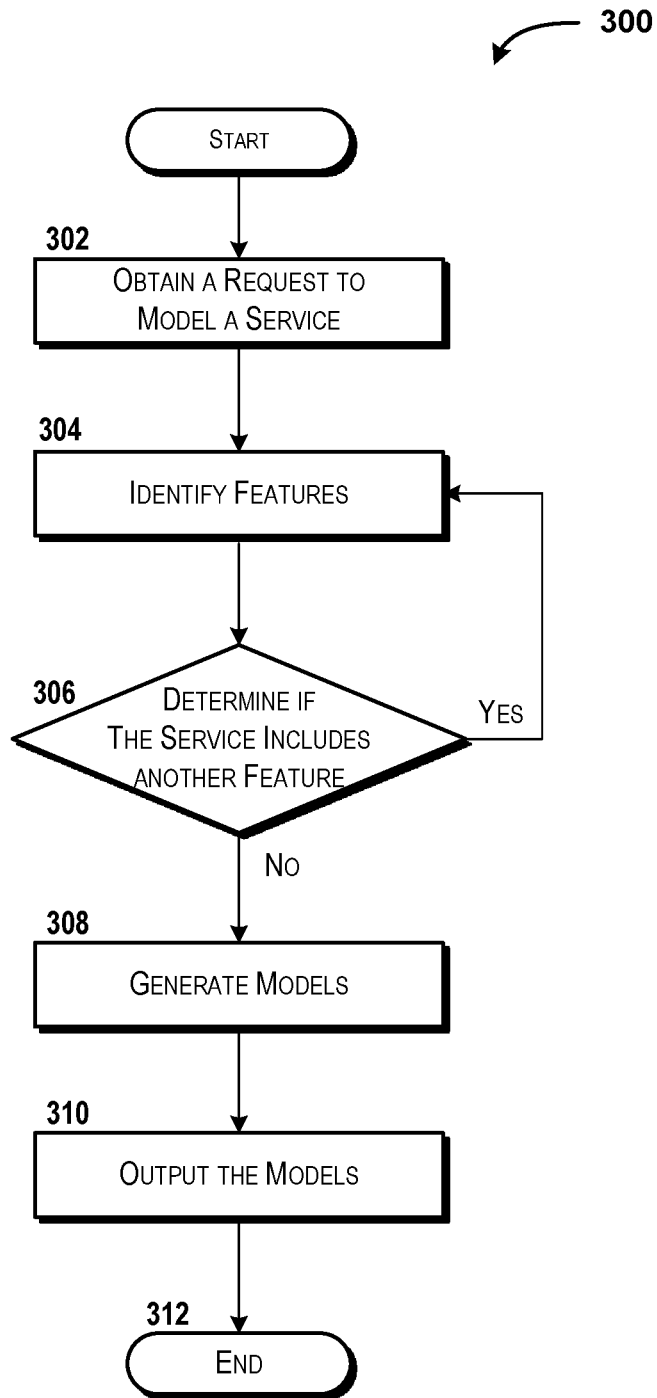 300
START
302
OBTAIN A REQUEST TO
MODEL A SERVICE
304
IDENTIFY FEATURES
306
DETERMINE IF
THE SERVICE INCLUDES
ANOTHER FEATURE
YES
NO
308
GENERATE MODELS
310
OUTPUT THE MODELS
312
END